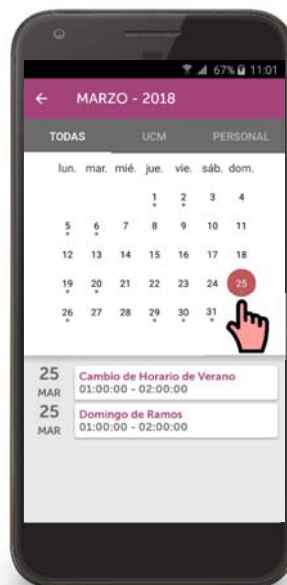 67% 11:01
← MARZO - 2018
TODAS UCM PERSONAL
lun. mar. mié. jue. vie. sáb. dom.
1 2 3 4
5 6 7 8 9 10 11
12 13 14 15 16 17 18
19 20 21 22 23 24 25
26 27 28 29 30 31
25 Cambio de Horario de Verano
MAR 01:00:00 - 02:00:00
25 Domingo de Ramos
MAR 01:00:00 - 02:00:00